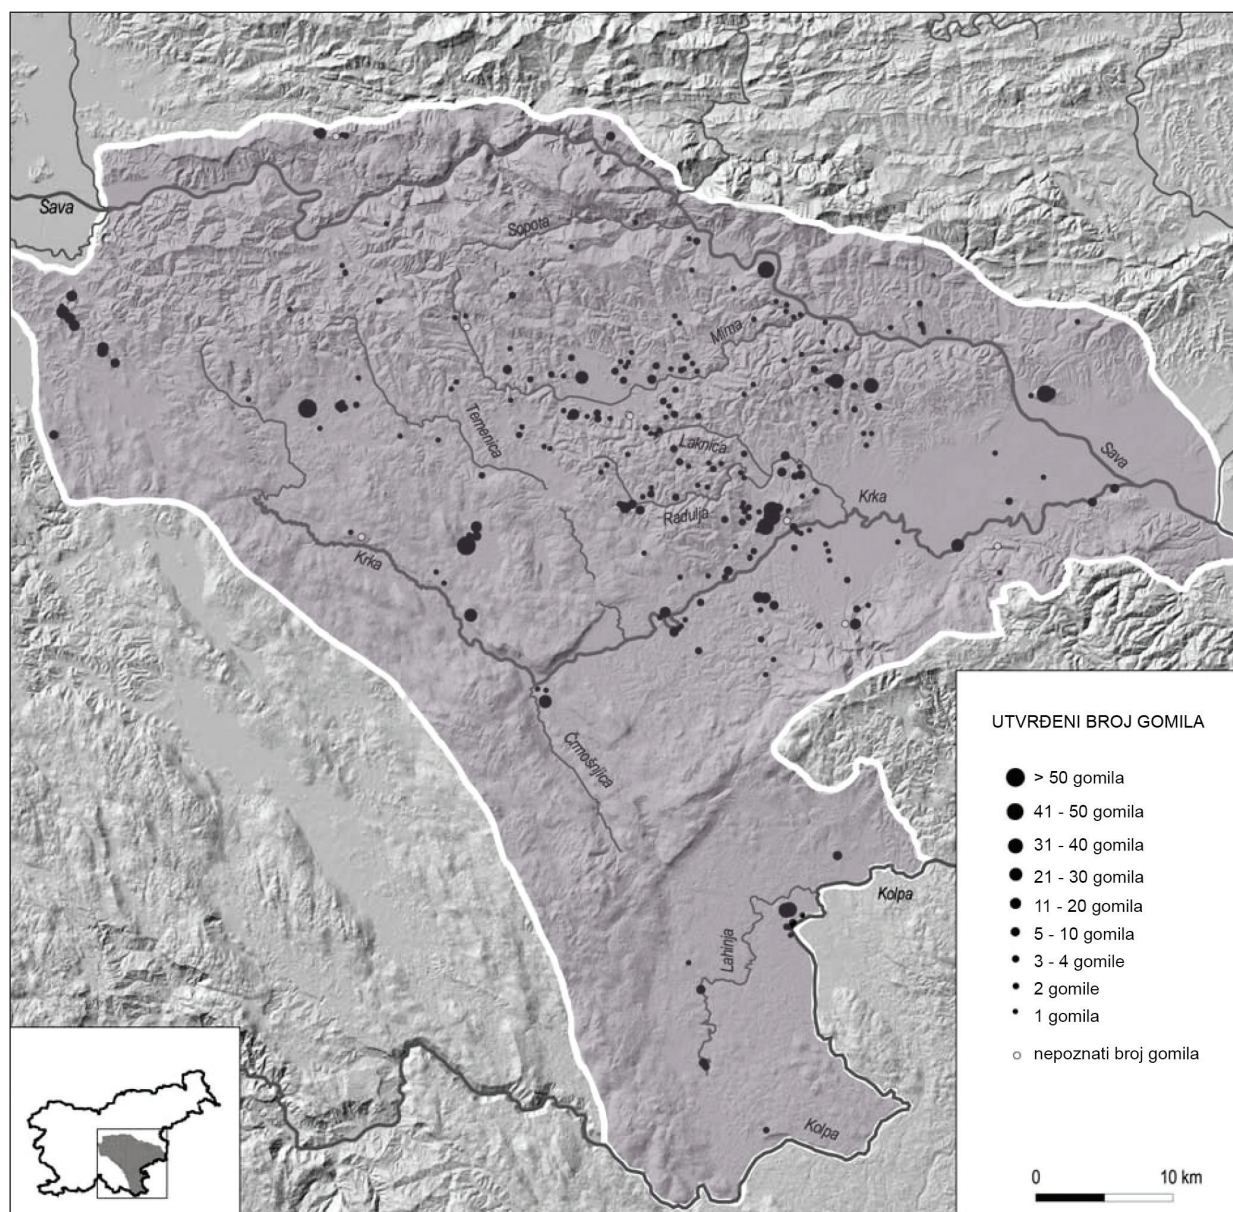 Sava
Sopota
Mirna
Temenica
Laknica
Sava
Krka
Radulja
Krka
Črmošnjica
Kolpa
Lahinja
Kolpa
UTVRĐENI BROJ GOMILA
> 50 gomila
41 - 50 gomila
31 - 40 gomila
21 - 30 gomila
11 - 20 gomila
5 - 10 gomila
3 - 4 gomile
2 gomile
1 gomila
nepoznati broj gomila
0 10 km